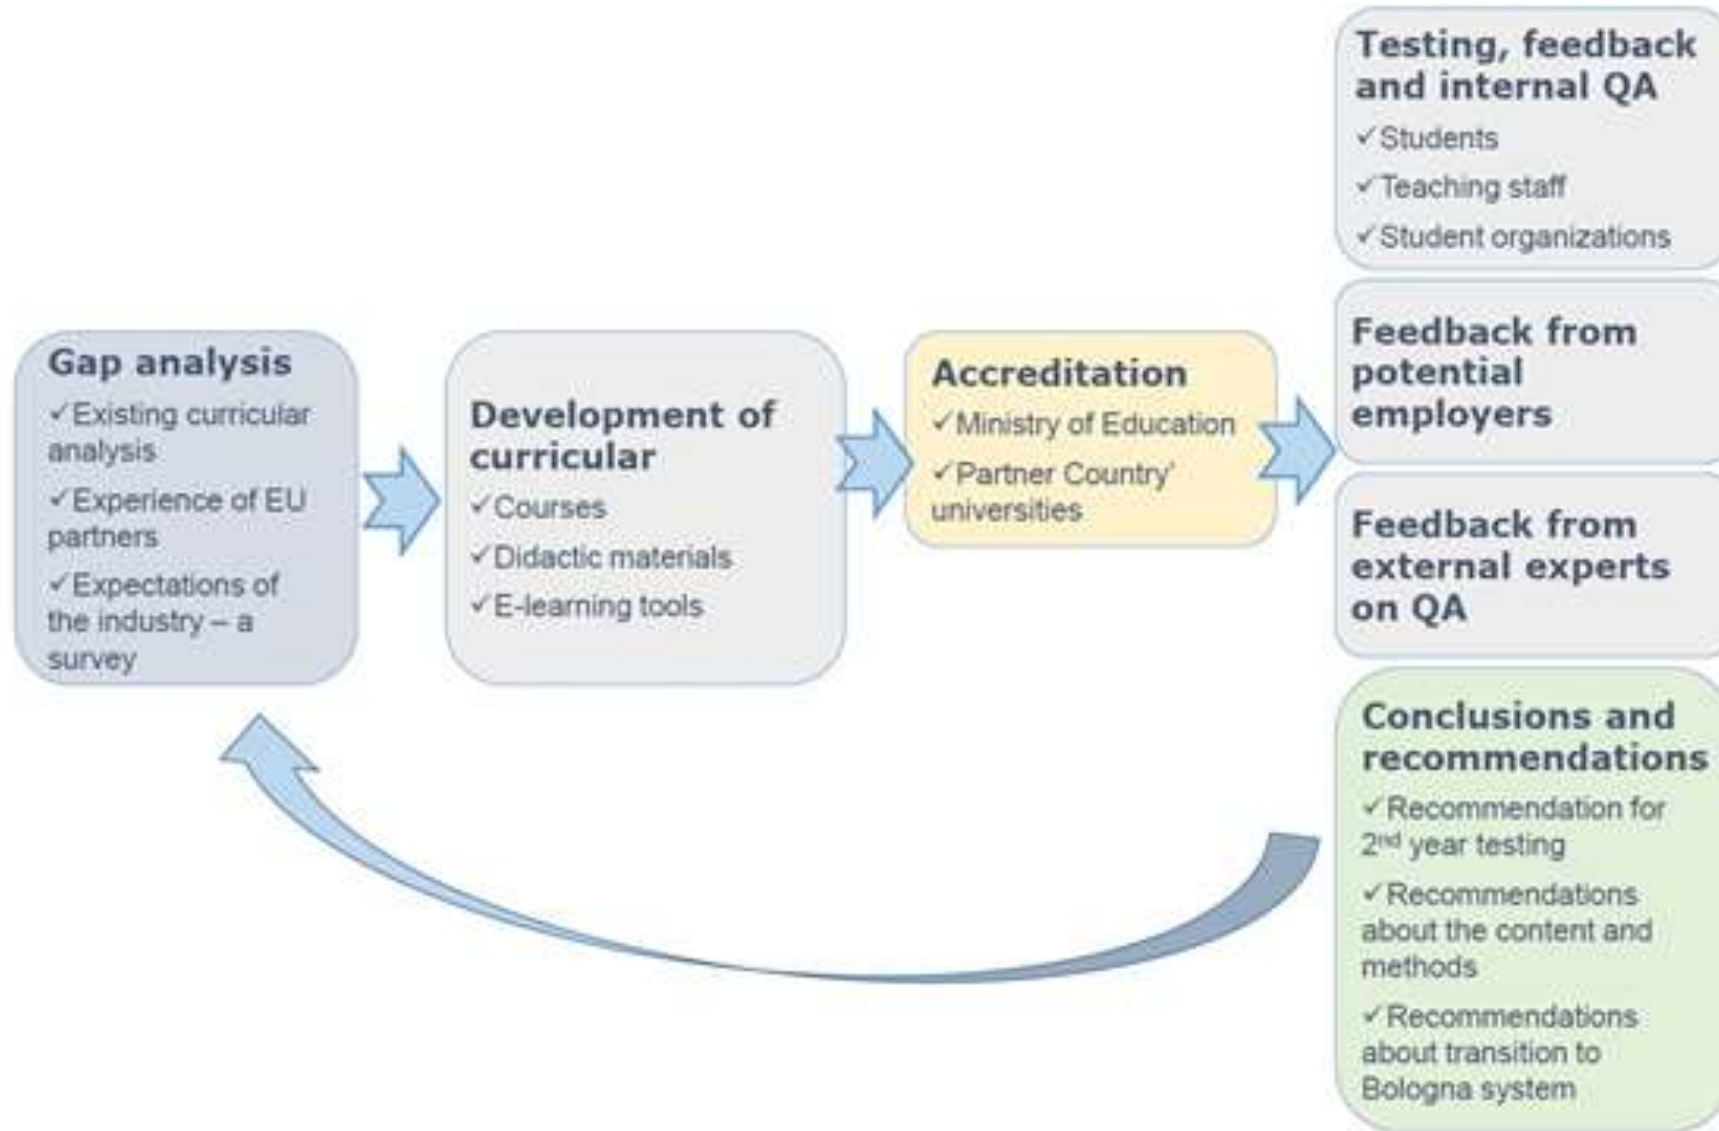 Gap analysis
✓Existing curricular
analysis
✓Experience of EU
partners
✓Expectations of
the industry – a
survey
Development of
curricular
✓Courses
✓Didactic materials
✓E-learning tools
Accreditation
✓Ministry of Education
✓Partner Country'
universities
Testing, feedback
and internal QA
✓Students
✓Teaching staff
✓Student organizations
Feedback from
potential
employers
Feedback from
external experts
on QA
Conclusions and
recommendations
✓Recommendation for
2nd year testing
✓Recommendations
about the content and
methods
✓Recommendations
about transition to
Bologna system